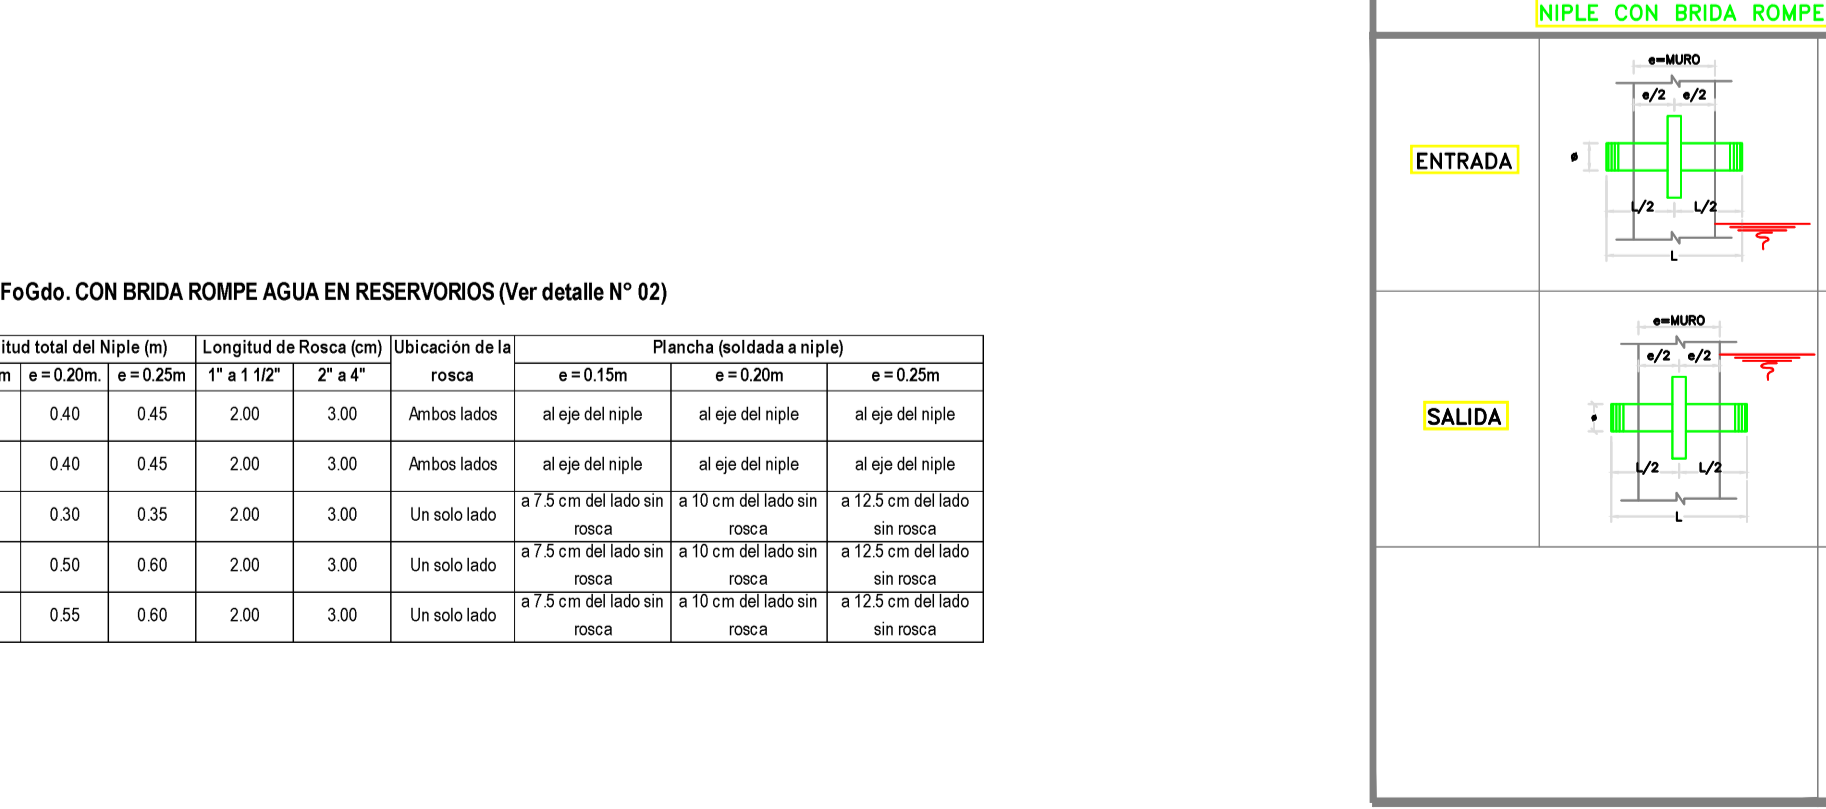 FoGdo. CON BRIDA ROMPE AGUA EN RESERVORIOS (Ver detalle N° 02)
itud total del Niple (m) Longitud de Rosca (cm) Ubicación de la rosca Plancha (soldada a niple)
m e = 0.20m. e = 0.25m 1" a 1 1/2" 2" a 4" e = 0.15m e = 0.20m e = 0.25m
0.40 0.45 2.00 3.00 Ambos lados al eje del niple al eje del niple al eje del niple
0.40 0.45 2.00 3.00 Ambos lados al eje del niple al eje del niple al eje del niple
0.30 0.35 2.00 3.00 Un solo lado a 7.5 cm del lado sin rosca a 10 cm del lado sin rosca a 12.5 cm del lado sin rosca
0.50 0.60 2.00 3.00 Un solo lado a 7.5 cm del lado sin rosca a 10 cm del lado sin rosca a 12.5 cm del lado sin rosca
0.55 0.60 2.00 3.00 Un solo lado a 7.5 cm del lado sin rosca a 10 cm del lado sin rosca a 12.5 cm del lado sin rosca
NIPLE CON BRIDA ROMPE
ENTRADA
e=MURO
e/2 e/2
ø
L/2 L/2
L
SALIDA
e=MURO
e/2 e/2
ø
L/2 L/2
L